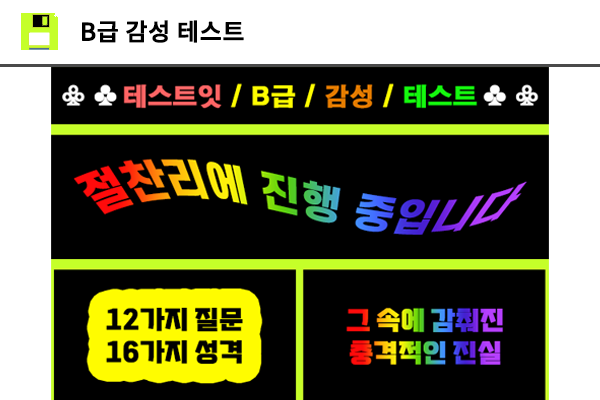 B급 감성 테스트
테스트잇 / B급 / 감성 / 테스트
절찬리에 진행 중입니다
12가지 질문
16가지 성격
그 속에 감춰진
충격적인 진실